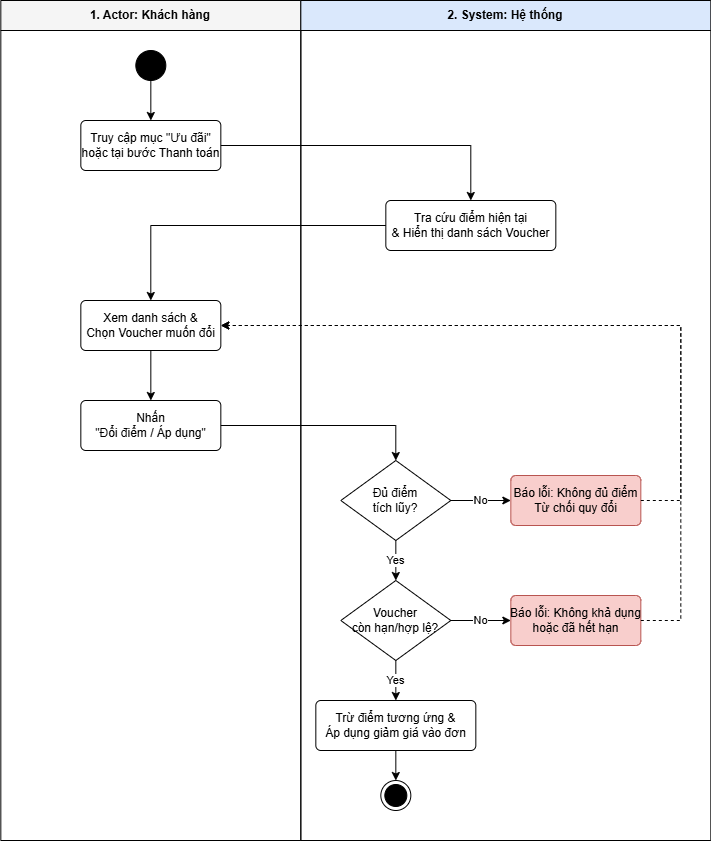 1. Actor: Khách hàng
2. System: Hệ thống
Truy cập mục "Ưu đãi"
hoặc tại bước Thanh toán
Tra cứu điểm hiện tại
& Hiển thị danh sách Voucher
Xem danh sách &
Chọn Voucher muốn đổi
Nhấn
"Đổi điểm / Áp dụng"
Đủ điểm
tích lũy?
No
Báo lỗi: Không đủ điểm
Từ chối quy đổi
Yes
Voucher
còn hạn/hợp lệ?
No
Báo lỗi: Không khả dụng
hoặc đã hết hạn
Yes
Trừ điểm tương ứng &
Áp dụng giảm giá vào đơn